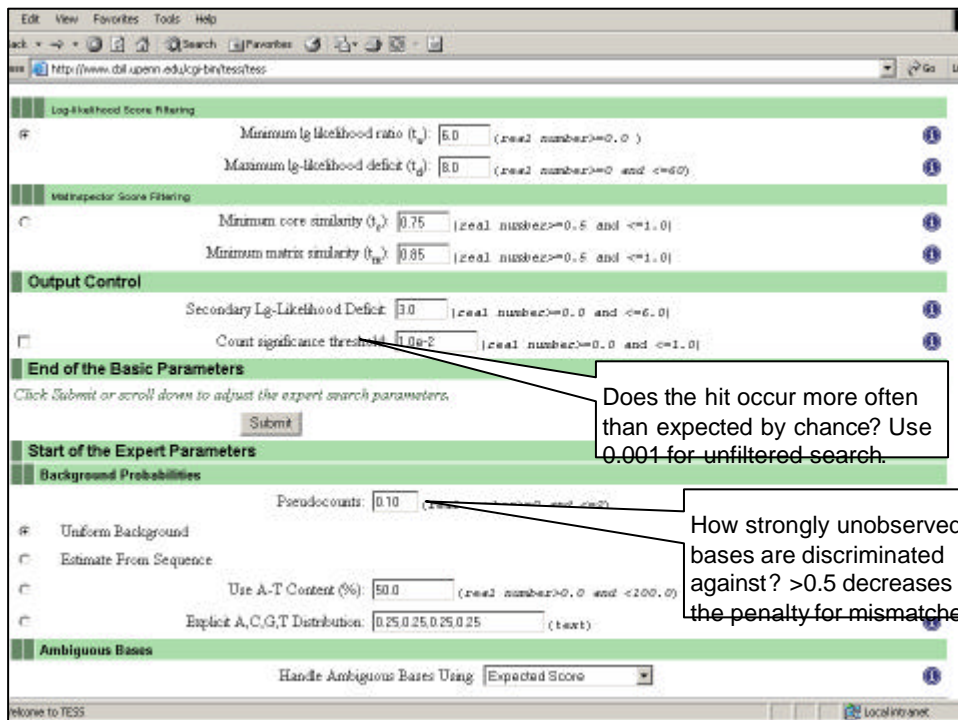 Edit View Favorites Tools Help
Search Favorites
http://www.cbil.upenn.edu/cgi-bin/tess/tess Go
Log-likelihood Score Filtering
Minimum lg likelihood ratio (ta): 6.0 (real number>=0.0 )
Maximum lg-likelihood deficit (td): 8.0 (real number>=0 and <=60)
MatInspector Score Filtering
Minimum core similarity (tc): 0.75 (real number>=0.5 and <=1.0)
Minimum matrix similarity (tm): 0.85 (real number>=0.5 and <=1.0)
Output Control
Secondary Lg-Likelihood Deficit: 3.0 (real number>=0.0 and <=6.0)
Count significance threshold: 1.0e-2 (real number>=0.0 and <=1.0)
End of the Basic Parameters
Click Submit or scroll down to adjust the expert search parameters.
Submit
Does the hit occur more often
than expected by chance? Use
0.001 for unfiltered search.
Start of the Expert Parameters
Background Probabilities
Pseudocounts: 0.10
How strongly unobserved
bases are discriminated
against? >0.5 decreases
the penalty for mismatche
Uniform Background
Estimate From Sequence
Use A-T Content (%): 50.0 (real number>0.0 and <100.0)
Explicit A,C,G,T Distribution: 0.25,0.25,0.25,0.25 (text)
Ambiguous Bases
Handle Ambiguous Bases Using: Expected Score
elcome to TESS Local intranet